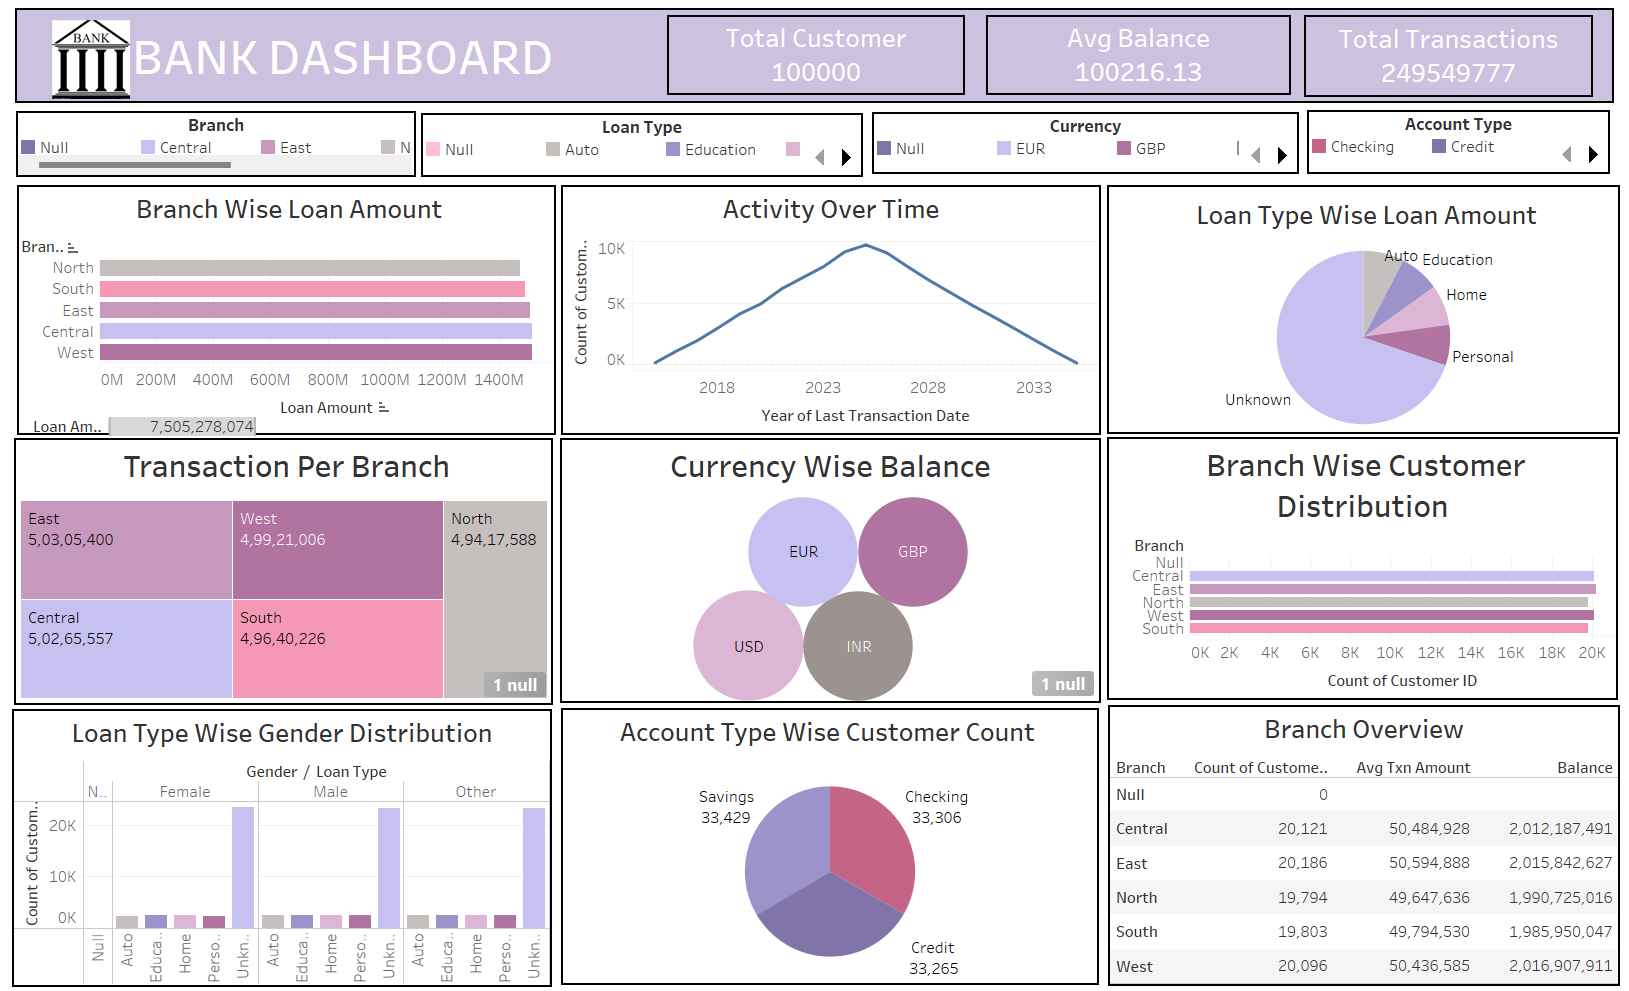 BANK
BANK DASHBOARD
Total Customer
100000
Avg Balance
100216.13
Total Transactions
249549777
Branch
Null Central East N
Loan Type
Null Auto Education
Currency
Null EUR GBP
Account Type
Checking Credit
Branch Wise Loan Amount
Bran..
North
South
East
Central
West
0M 200M 400M 600M 800M 1000M 1200M 1400M
Loan Amount
Loan Am.. 7,505,278,074
Activity Over Time
Count of Custom..
10K
5K
0K
2018 2023 2028 2033
Year of Last Transaction Date
Loan Type Wise Loan Amount
Auto Education
Home
Personal
Unknown
Transaction Per Branch
East
5,03,05,400
West
4,99,21,006
North
4,94,17,588
Central
5,02,65,557
South
4,96,40,226
1 null
Currency Wise Balance
EUR GBP
USD INR
1 null
Branch Wise Customer
Distribution
Branch
Null
Central
East
North
West
South
0K 2K 4K 6K 8K 10K 12K 14K 16K 18K 20K
Count of Customer ID
Loan Type Wise Gender Distribution
Gender / Loan Type
N.. Female Male Other
Count of Custom..
20K
10K
0K
Null Auto Educa.. Home Perso.. Unkn.. Auto Educa.. Home Perso.. Unkn.. Auto Educa.. Home Perso.. Unkn..
Account Type Wise Customer Count
Savings
33,429
Checking
33,306
Credit
33,265
Branch Overview
Branch Count of Custome.. Avg Txn Amount Balance
Null 0
Central 20,121 50,484,928 2,012,187,491
East 20,186 50,594,888 2,015,842,627
North 19,794 49,647,636 1,990,725,016
South 19,803 49,794,530 1,985,950,047
West 20,096 50,436,585 2,016,907,911